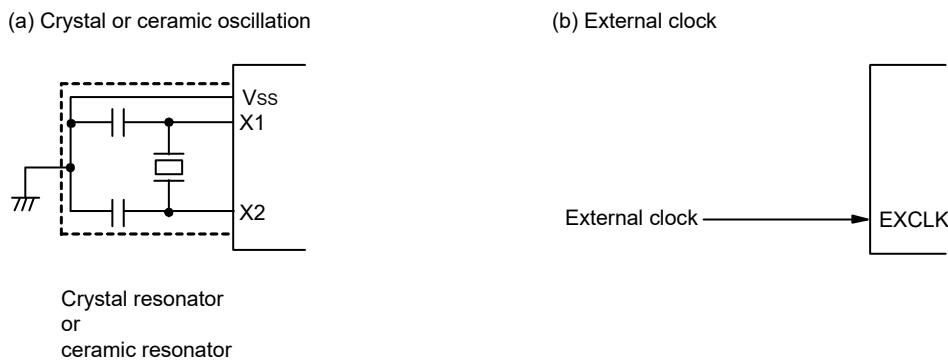 (a) Crystal or ceramic oscillation
VSS
X1
X2
Crystal resonator
or
ceramic resonator
(b) External clock
External clock
EXCLK